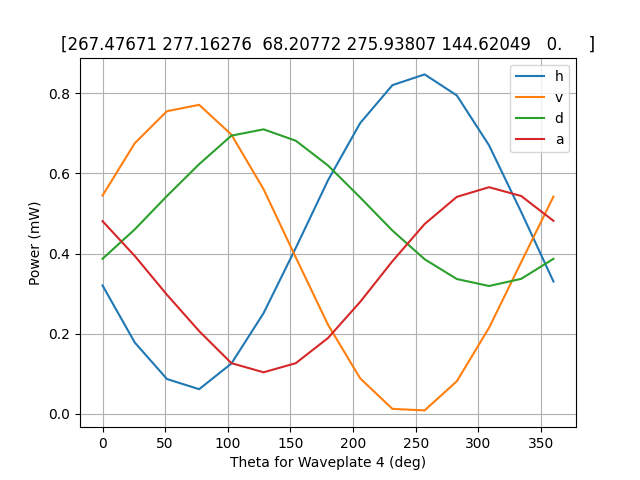 [267.47671 277.16276  68.20772 275.93807 144.62049   0.     ]
h
v
d
a
Power (mW)
0.8
0.6
0.4
0.2
0.0
0 50 100 150 200 250 300 350
Theta for Waveplate 4 (deg)